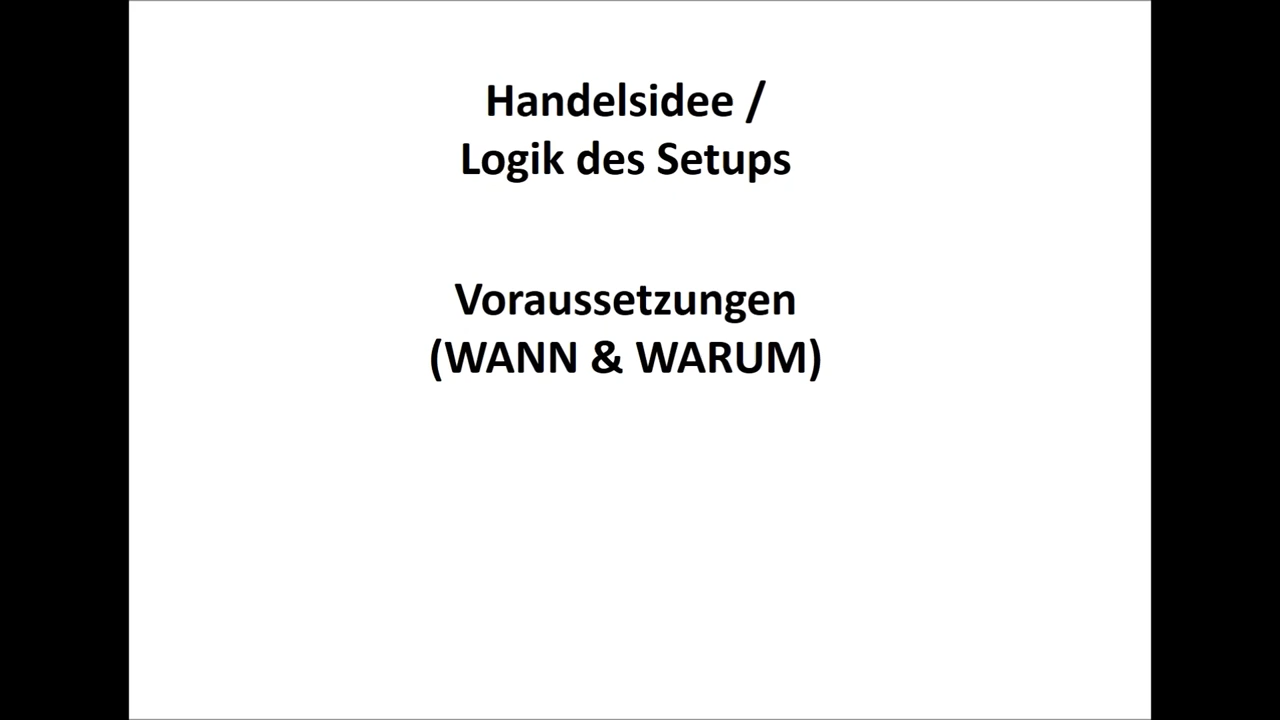 Handelsidee /
Logik des Setups
Voraussetzungen
(WANN & WARUM)